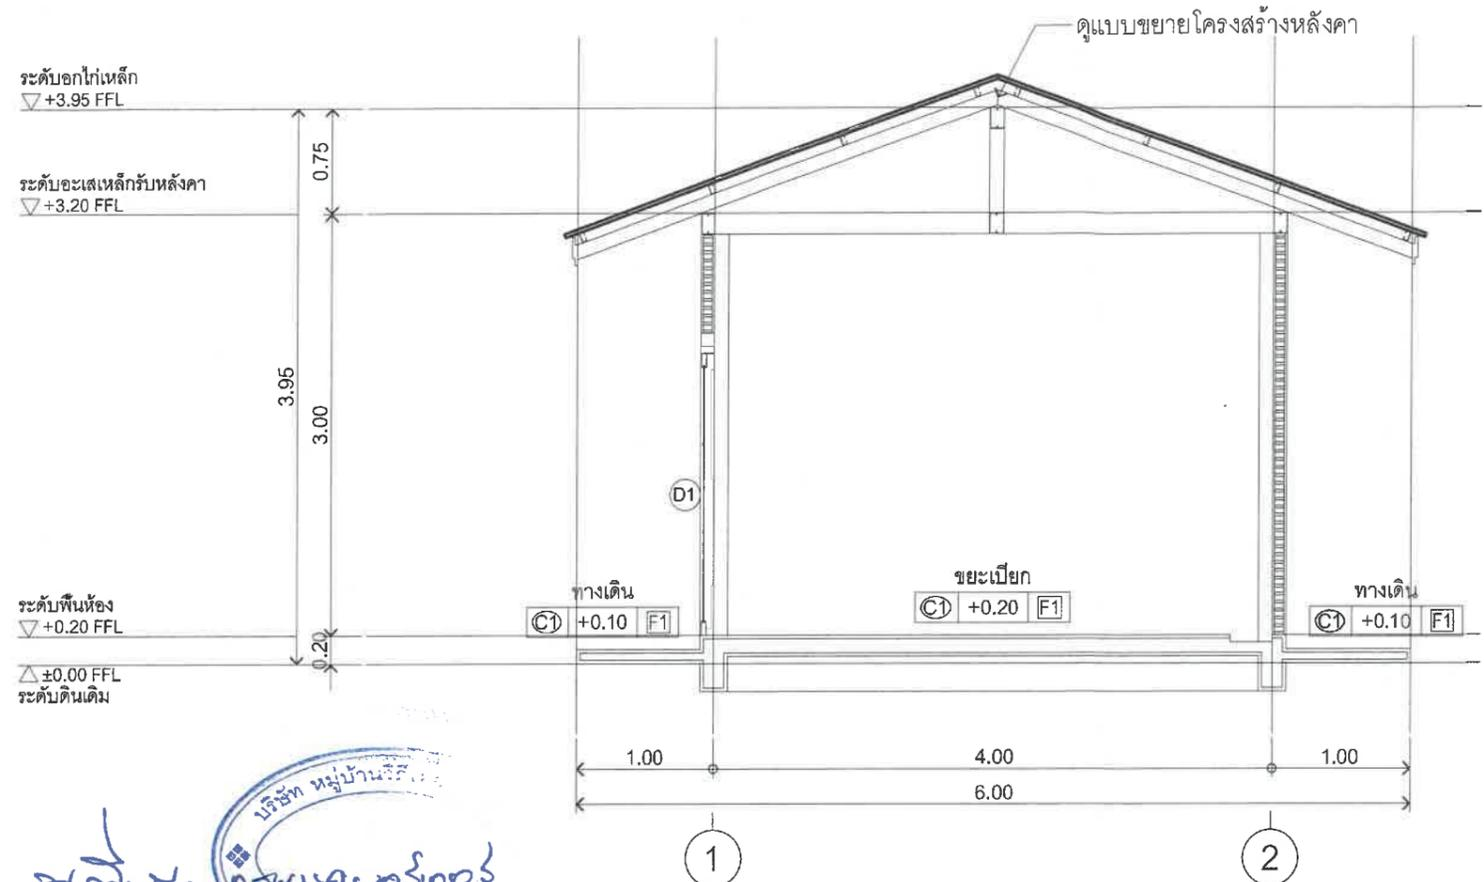 ดูแบบขยายโครงสร้างหลังคา
ระดับอกไก่เหล็ก
+3.95 FFL
0.75
ระดับอะเสเหล็กรับหลังคา
+3.20 FFL
3.95
3.00
D1
ทางเดิน
C1 +0.10 F1
ขยะเปียก
C1 +0.20 F1
ทางเดิน
C1 +0.10 F1
ระดับพื้นห้อง
+0.20 FFL
0.20
±0.00 FFL
ระดับดินเดิม
1.00 4.00 1.00
6.00
บริษัท หมู่บ้าน
1 2